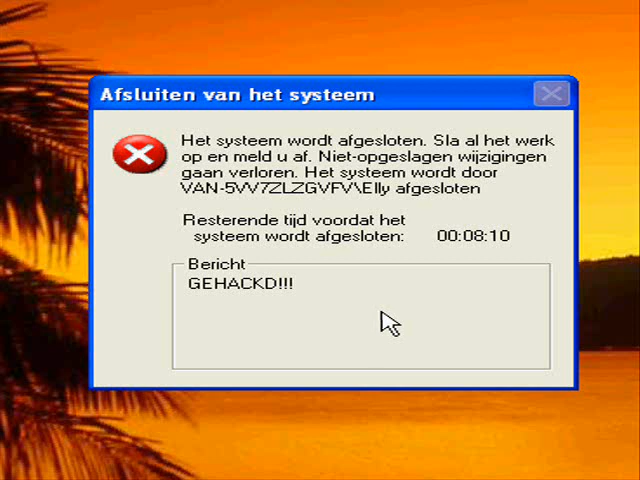 Afsluiten van het systeem
Het systeem wordt afgesloten. Sla al het werk
op en meld u af. Niet-opgeslagen wijzigingen
gaan verloren. Het systeem wordt door
VAN-5VV7ZLZGVFV\Elly afgesloten
Resterende tijd voordat het
systeem wordt afgesloten: 00:08:10
Bericht
GEHACKD!!!